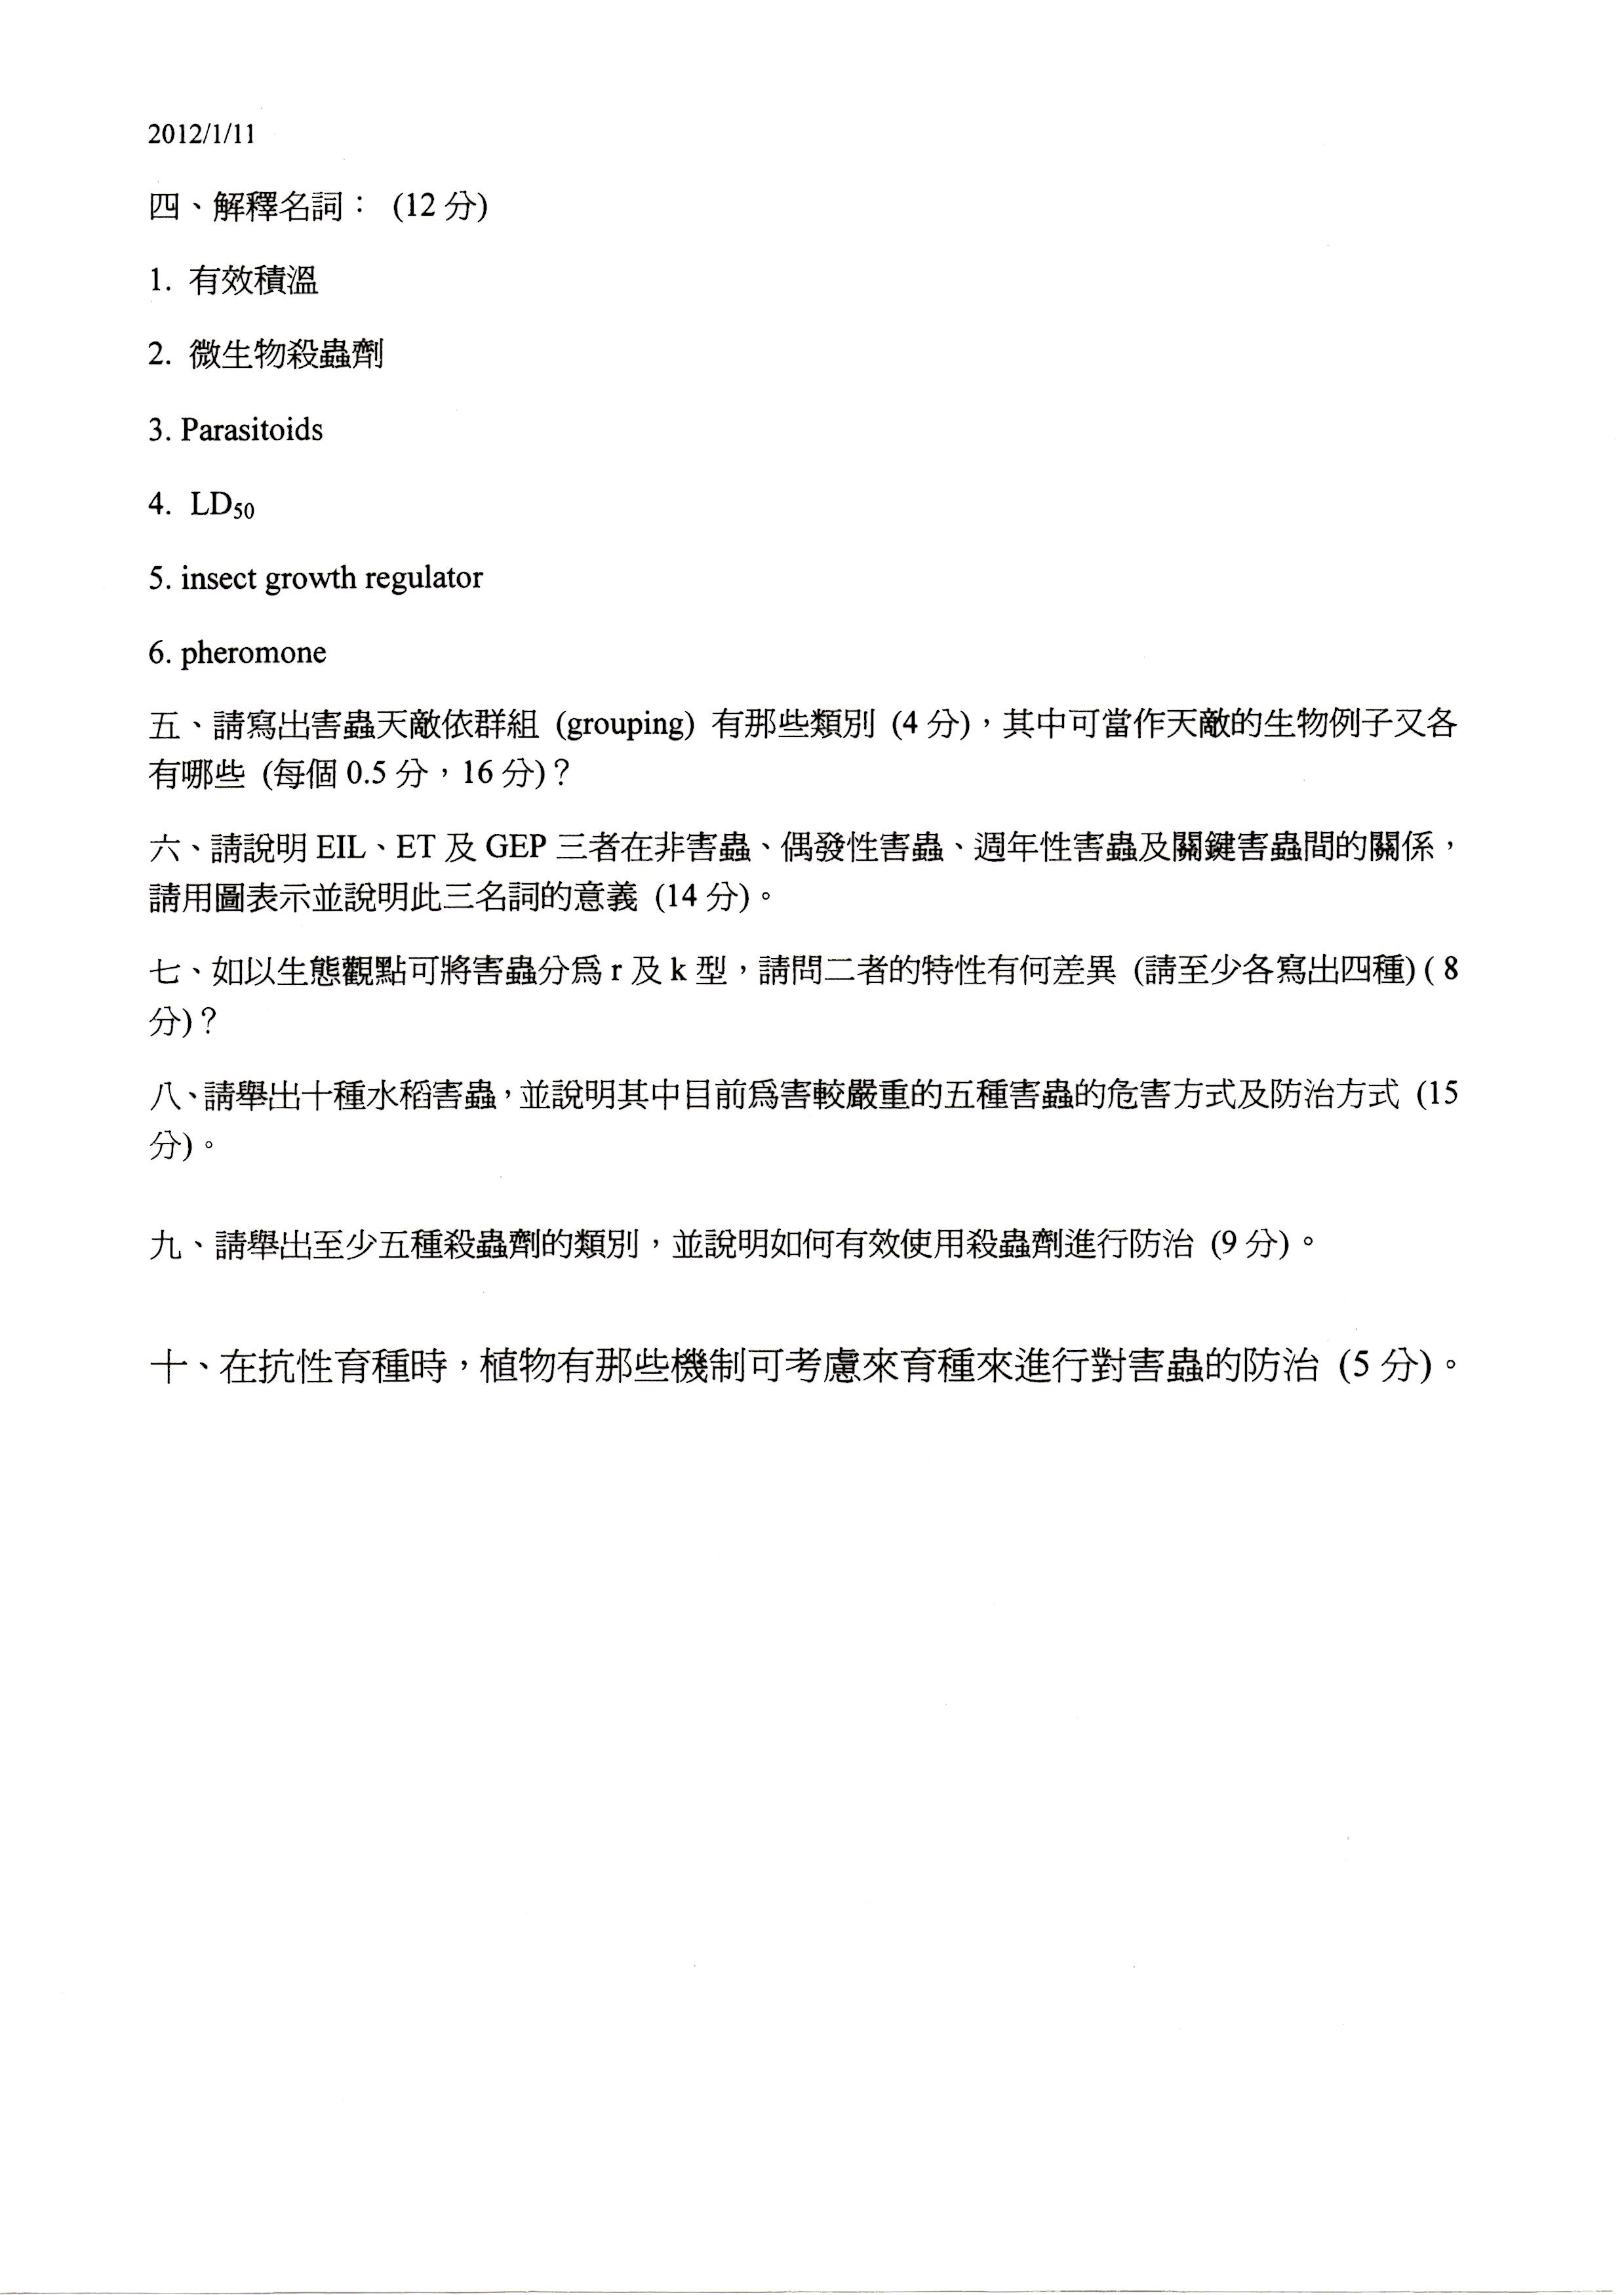 2012/1/11
四、解釋名詞： (12 分)
1. 有效積溫
2. 微生物殺蟲劑
3. Parasitoids
4. LD50
5. insect growth regulator
6. pheromone
五、請寫出害蟲天敵依群組 (grouping) 有那些類別 (4 分)，其中可當作天敵的生物例子又各
有哪些 (每個 0.5 分，16 分)？
六、請說明 EIL、ET 及 GEP 三者在非害蟲、偶發性害蟲、週年性害蟲及關鍵害蟲間的關係，
請用圖表示並說明此三名詞的意義 (14 分)。
七、如以生態觀點可將害蟲分爲 r 及 k 型，請問二者的特性有何差異 (請至少各寫出四種) ( 8
分)？
八、請舉出十種水稻害蟲，並說明其中目前爲害較嚴重的五種害蟲的危害方式及防治方式 (15
分)。
九、請舉出至少五種殺蟲劑的類別，並說明如何有效使用殺蟲劑進行防治 (9 分)。
十、在抗性育種時，植物有那些機制可考慮來育種來進行對害蟲的防治 (5 分)。